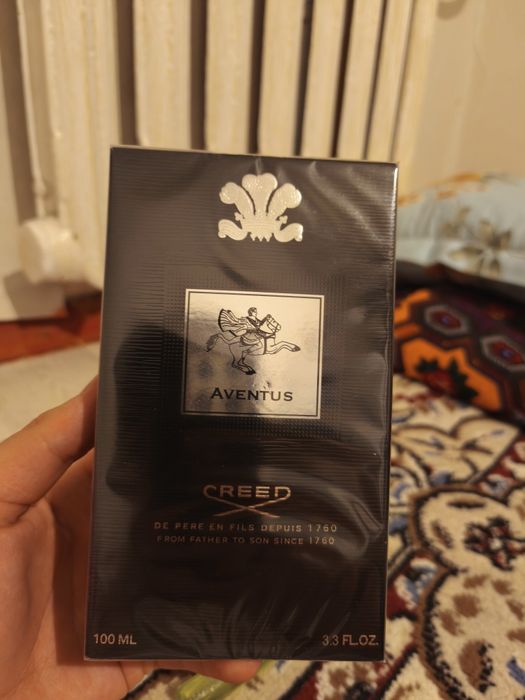 AVENTUS
CREED
DE PERE EN FILS DEPUIS 1760
FROM FATHER TO SON SINCE 1760
100 ML 3.3 FL.OZ.